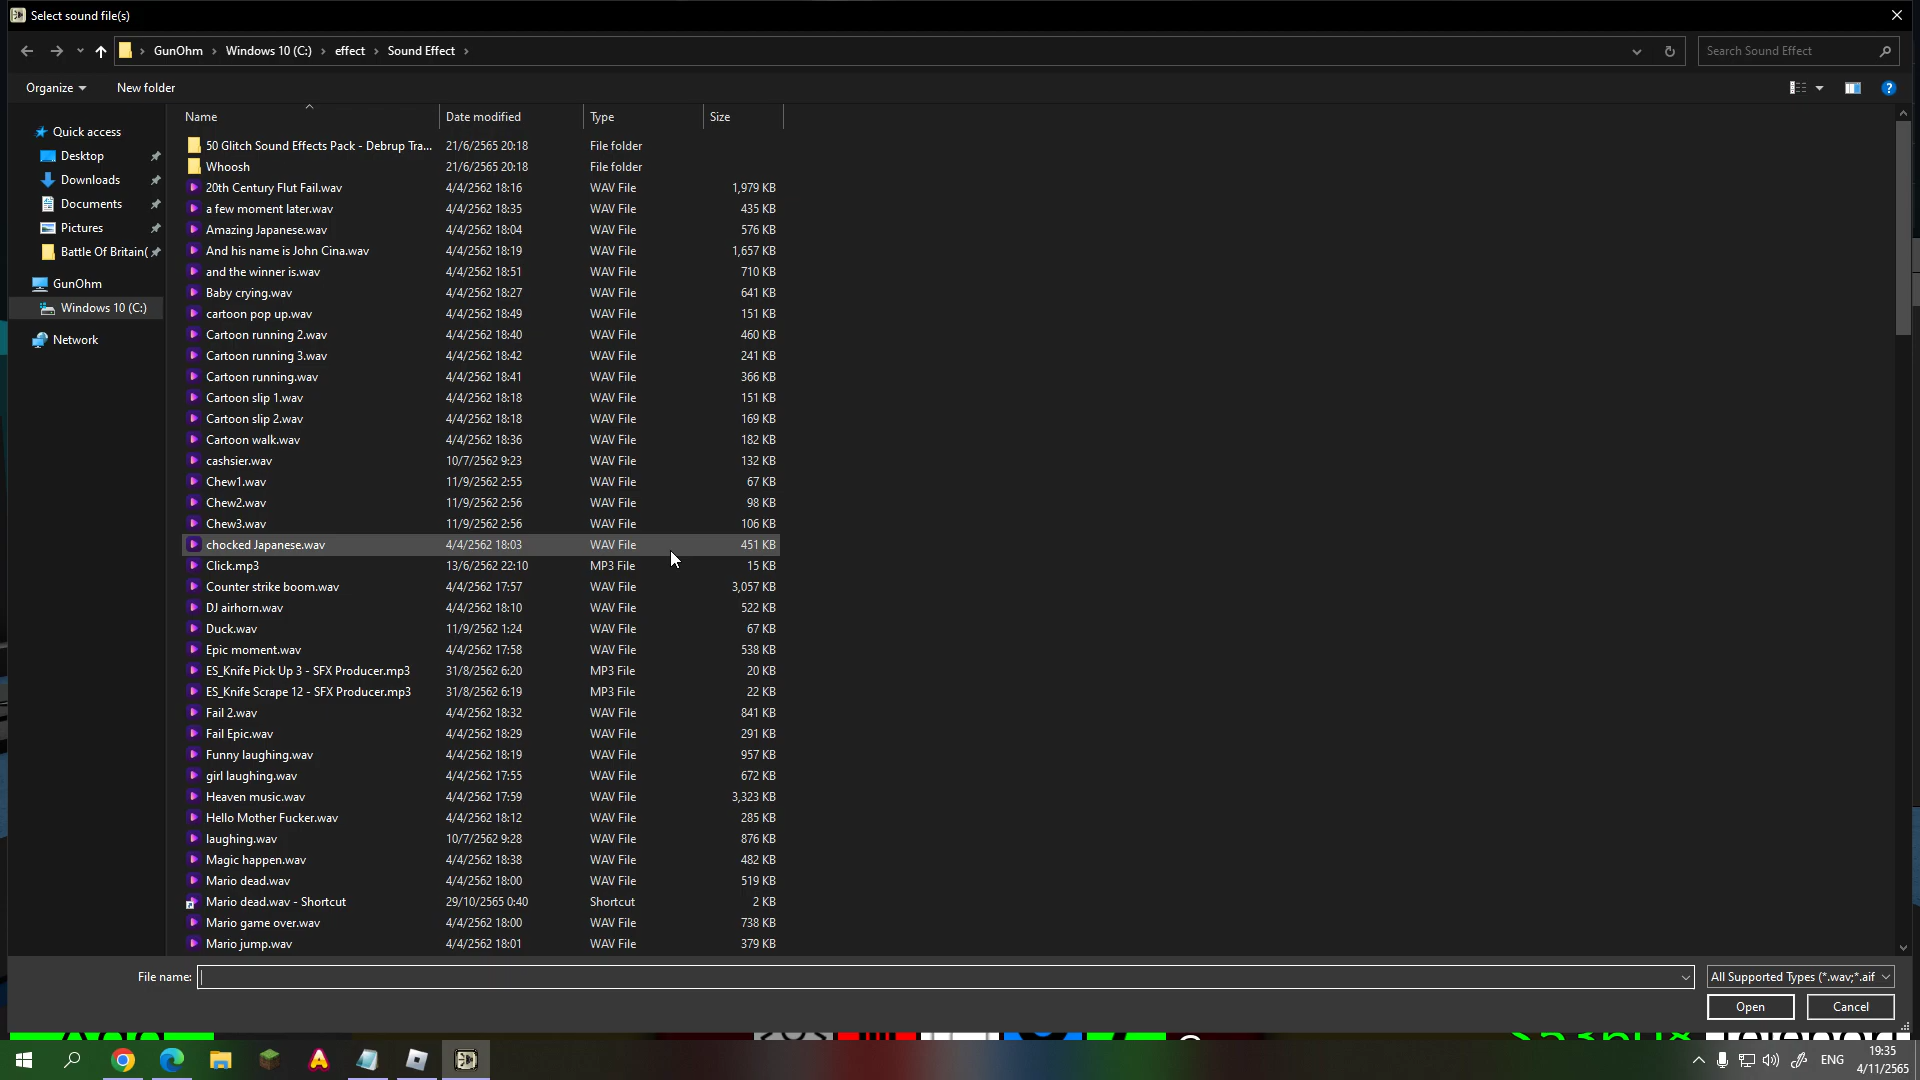 Select sound file(s)
GunOhm > Windows 10 (C:) > effect > Sound Effect >
Search Sound Effect
Organize
New folder
Name Date modified Type Size
Quick access
Desktop
Downloads
Documents
Pictures
Battle Of Britain(
GunOhm
Windows 10 (C:)
Network
50 Glitch Sound Effects Pack - Debrup Tra... 21/6/2565 20:18 File folder
Whoosh 21/6/2565 20:18 File folder
20th Century Flut Fail.wav 4/4/2562 18:16 WAV File 1,979 KB
a few moment later.wav 4/4/2562 18:35 WAV File 435 KB
Amazing Japanese.wav 4/4/2562 18:04 WAV File 576 KB
And his name is John Cina.wav 4/4/2562 18:19 WAV File 1,657 KB
and the winner is.wav 4/4/2562 18:51 WAV File 710 KB
Baby crying.wav 4/4/2562 18:27 WAV File 641 KB
cartoon pop up.wav 4/4/2562 18:49 WAV File 151 KB
Cartoon running 2.wav 4/4/2562 18:40 WAV File 460 KB
Cartoon running 3.wav 4/4/2562 18:42 WAV File 241 KB
Cartoon running.wav 4/4/2562 18:41 WAV File 366 KB
Cartoon slip 1.wav 4/4/2562 18:18 WAV File 151 KB
Cartoon slip 2.wav 4/4/2562 18:18 WAV File 169 KB
Cartoon walk.wav 4/4/2562 18:36 WAV File 182 KB
cashsier.wav 10/7/2562 9:23 WAV File 132 KB
Chew1.wav 11/9/2562 2:55 WAV File 67 KB
Chew2.wav 11/9/2562 2:56 WAV File 98 KB
Chew3.wav 11/9/2562 2:56 WAV File 106 KB
chocked Japanese.wav 4/4/2562 18:03 WAV File 451 KB
Click.mp3 13/6/2562 22:10 MP3 File 15 KB
Counter strike boom.wav 4/4/2562 17:57 WAV File 3,057 KB
DJ airhorn.wav 4/4/2562 18:10 WAV File 522 KB
Duck.wav 11/9/2562 1:24 WAV File 67 KB
Epic moment.wav 4/4/2562 17:58 WAV File 538 KB
ES_Knife Pick Up 3 - SFX Producer.mp3 31/8/2562 6:20 MP3 File 20 KB
ES_Knife Scrape 12 - SFX Producer.mp3 31/8/2562 6:19 MP3 File 22 KB
Fail 2.wav 4/4/2562 18:32 WAV File 841 KB
Fail Epic.wav 4/4/2562 18:29 WAV File 291 KB
Funny laughing.wav 4/4/2562 18:19 WAV File 957 KB
girl laughing.wav 4/4/2562 17:55 WAV File 672 KB
Heaven music.wav 4/4/2562 17:59 WAV File 3,323 KB
Hello Mother Fucker.wav 4/4/2562 18:12 WAV File 285 KB
laughing.wav 10/7/2562 9:28 WAV File 876 KB
Magic happen.wav 4/4/2562 18:38 WAV File 482 KB
Mario dead.wav 4/4/2562 18:00 WAV File 519 KB
Mario dead.wav - Shortcut 29/10/2565 0:40 Shortcut 2 KB
Mario game over.wav 4/4/2562 18:00 WAV File 738 KB
Mario jump.wav 4/4/2562 18:01 WAV File 379 KB
File name:
All Supported Types (*.wav;*.aif
Open
Cancel
ENG
19:35
4/11/2565